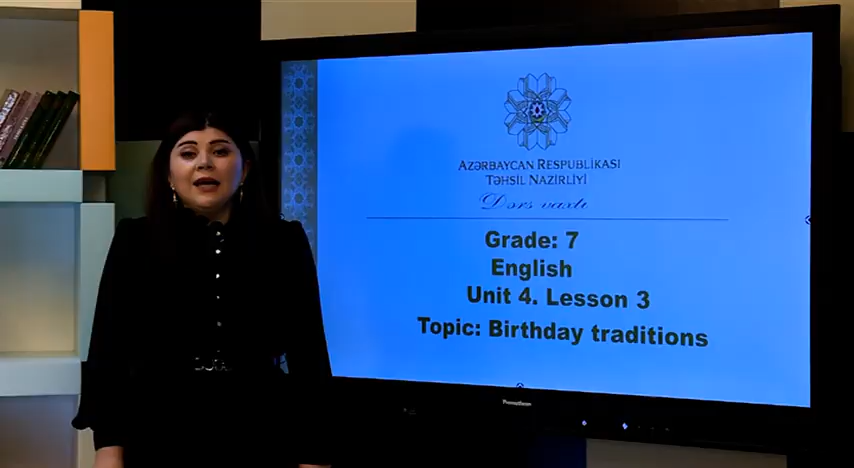 AZƏRBAYCAN RESPUBLİKASI
TƏHSİL NAZİRLİYİ
Dərs vaxtı
Grade: 7
English
Unit 4. Lesson 3
Topic: Birthday traditions
Promethean